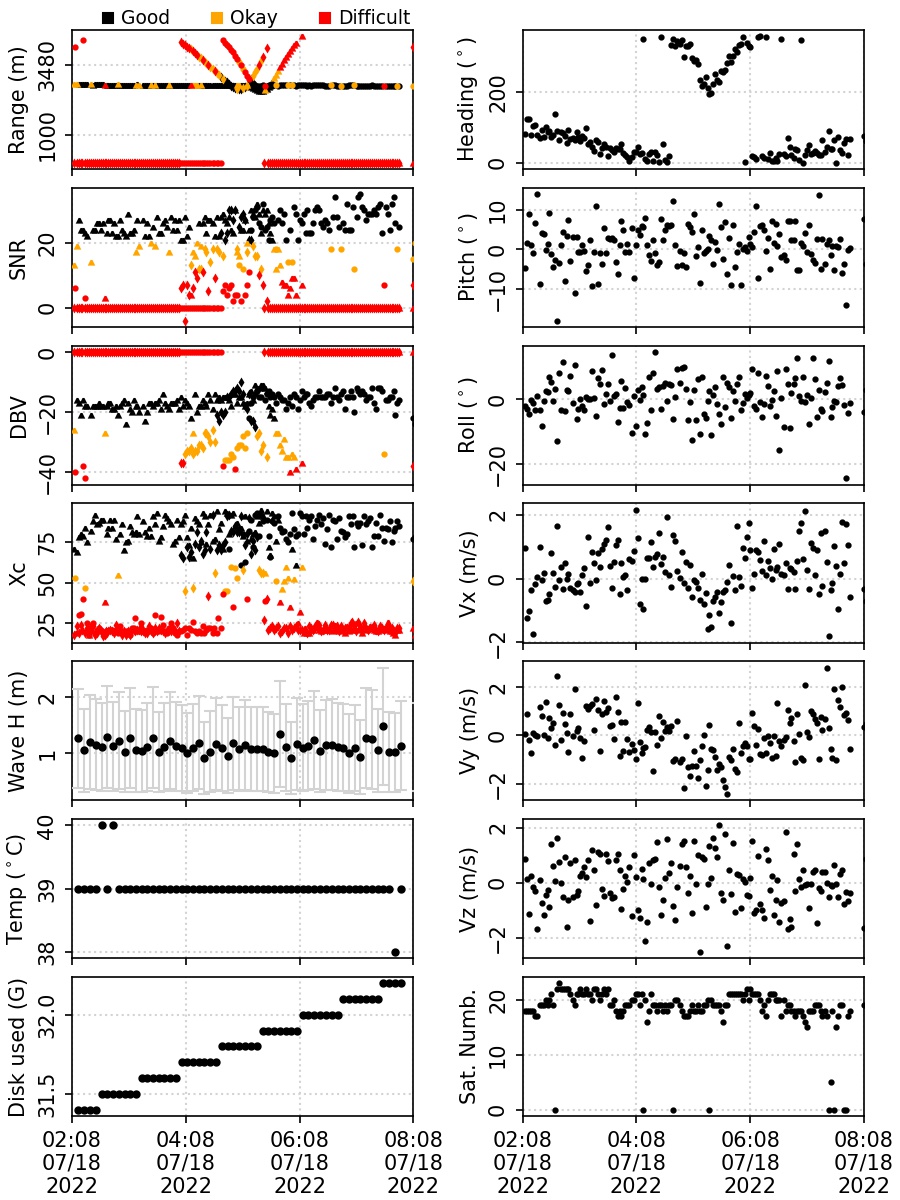 Good Okay Difficult
Range (m)
3480
1000
Heading ( ° )
200
0
SNR
20
0
Pitch ( ° )
10
0
−10
DBV
0
−20
−40
Roll ( ° )
0
−20
Xc
75
50
25
Vx (m/s)
2
0
−2
Wave H (m)
2
1
Vy (m/s)
2
0
−2
Temp ( ° C)
40
39
38
Vz (m/s)
2
0
−2
Disk used (G)
32.0
31.5
Sat. Numb.
20
10
0
02:08 04:08 06:08 08:08 02:08 04:08 06:08 08:08
07/18 07/18 07/18 07/18 07/18 07/18 07/18 07/18
2022 2022 2022 2022 2022 2022 2022 2022